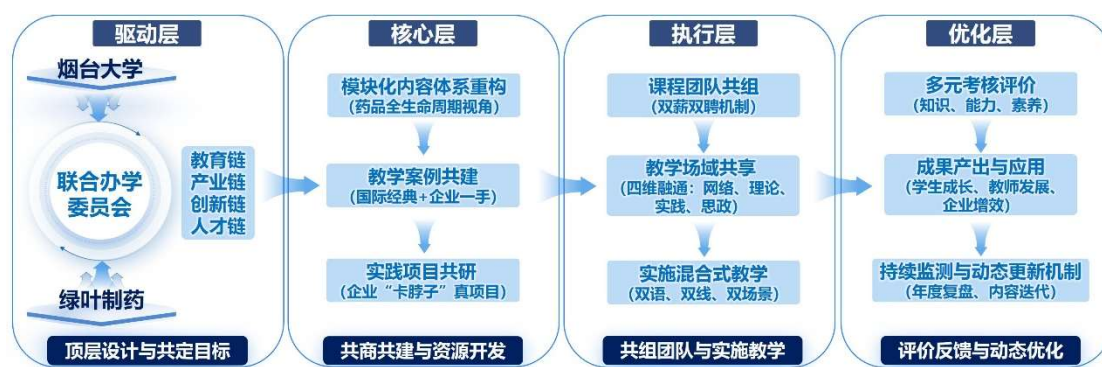 驱动层
烟台大学
联合办学
委员会
教育链
产业链
创新链
人才链
绿叶制药
顶层设计与共定目标
核心层
模块化内容体系重构
(药品全生命周期视角)
教学案例共建
(国际经典+企业一手)
实践项目共研
(企业“卡脖子”真项目)
共商共建与资源开发
执行层
课程团队共组
(双薪双聘机制)
教学场域共享
(四维融通：网络、理论、
实践、思政)
实施混合式教学
(双语、双线、双场景)
共组团队与实施教学
优化层
多元考核评价
(知识、能力、素养)
成果产出与应用
(学生成长、教师发展、
企业增效)
持续监测与动态更新机制
(年度复盘、内容迭代)
评价反馈与动态优化